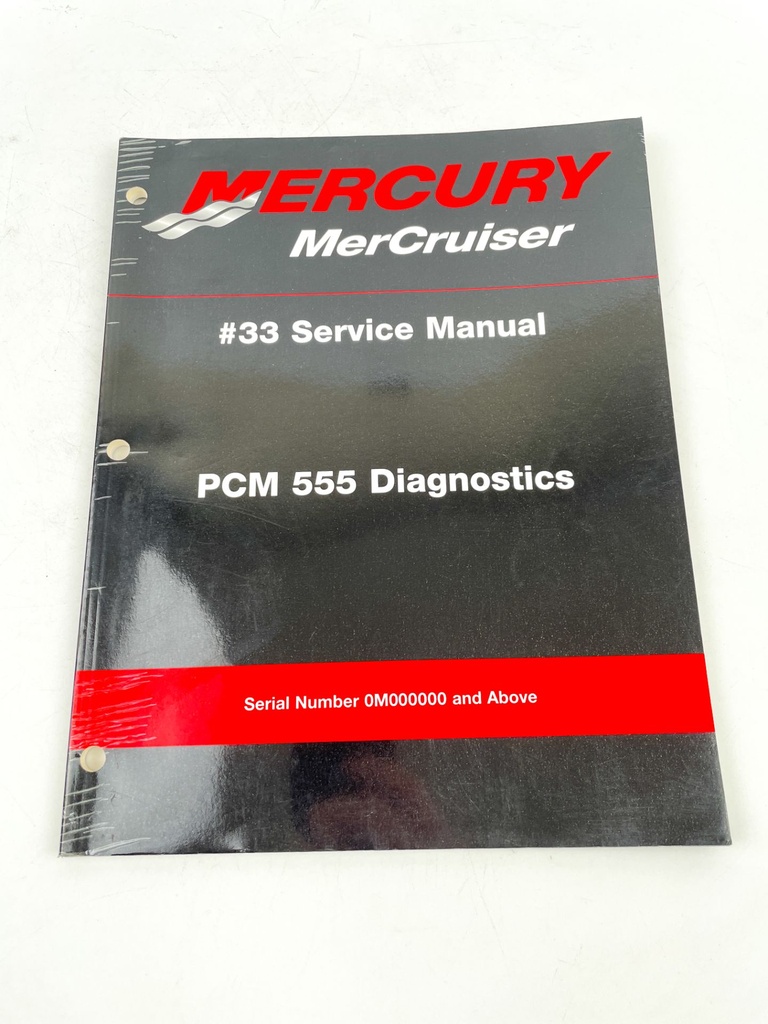 MERCURY
MerCruiser
#33 Service Manual
PCM 555 Diagnostics
Serial Number 0M000000 and Above